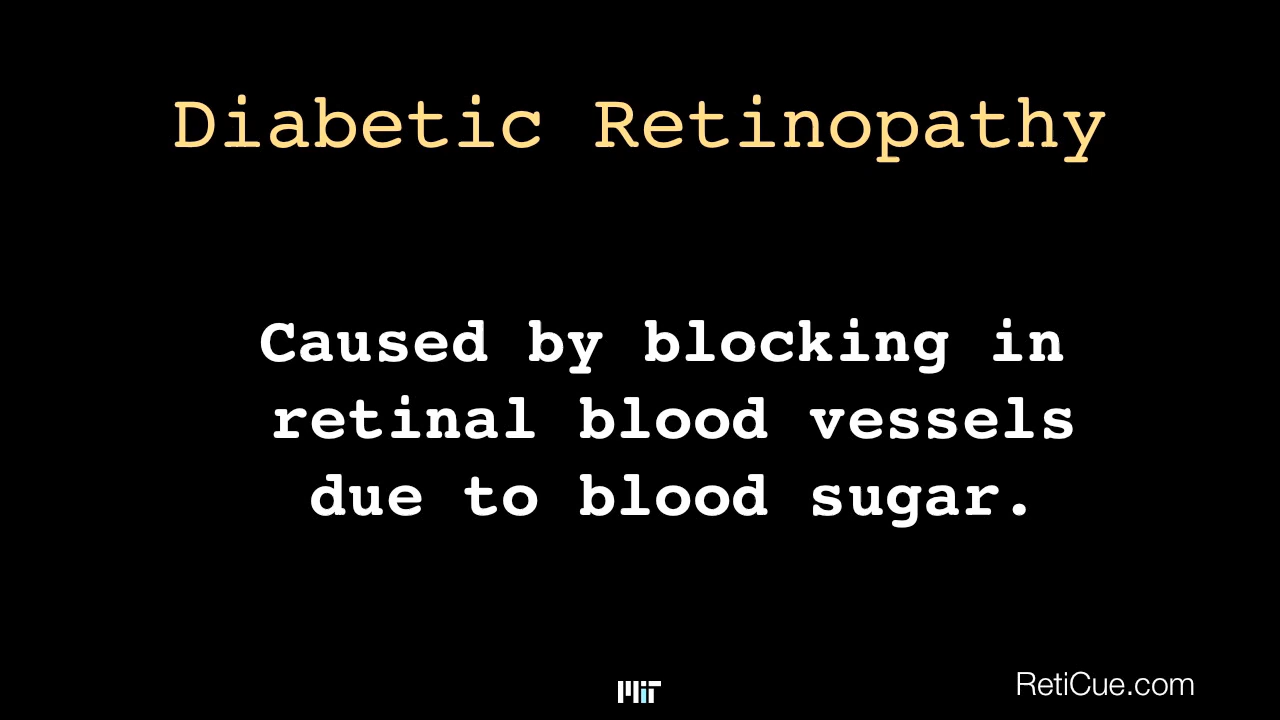 Diabetic Retinopathy
Caused by blocking in
retinal blood vessels
due to blood sugar.
MIT
RetiCue.com